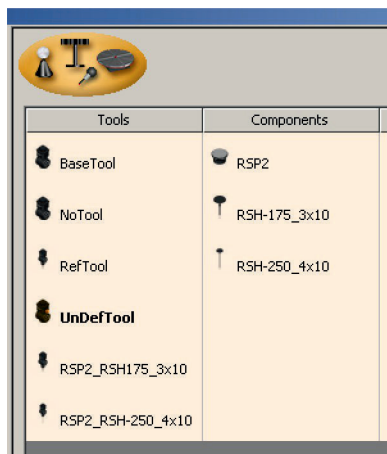 Tools Components
BaseTool RSP2
NoTool RSH-175_3x10
RefTool RSH-250_4x10
UnDefTool
RSP2_RSH175_3x10
RSP2_RSH-250_4x10